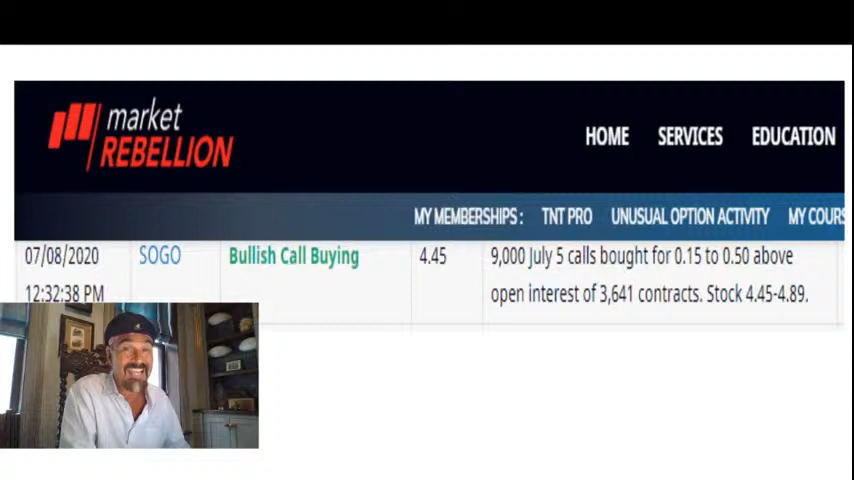 market
REBELLION
HOME SERVICES EDUCATION
MY MEMBERSHIPS : TNT PRO UNUSUAL OPTION ACTIVITY MY COURS
07/08/2020 SOGO Bullish Call Buying 4.45 9,000 July 5 calls bought for 0.15 to 0.50 above
12:32:38 PM open interest of 3,641 contracts. Stock 4.45-4.89.